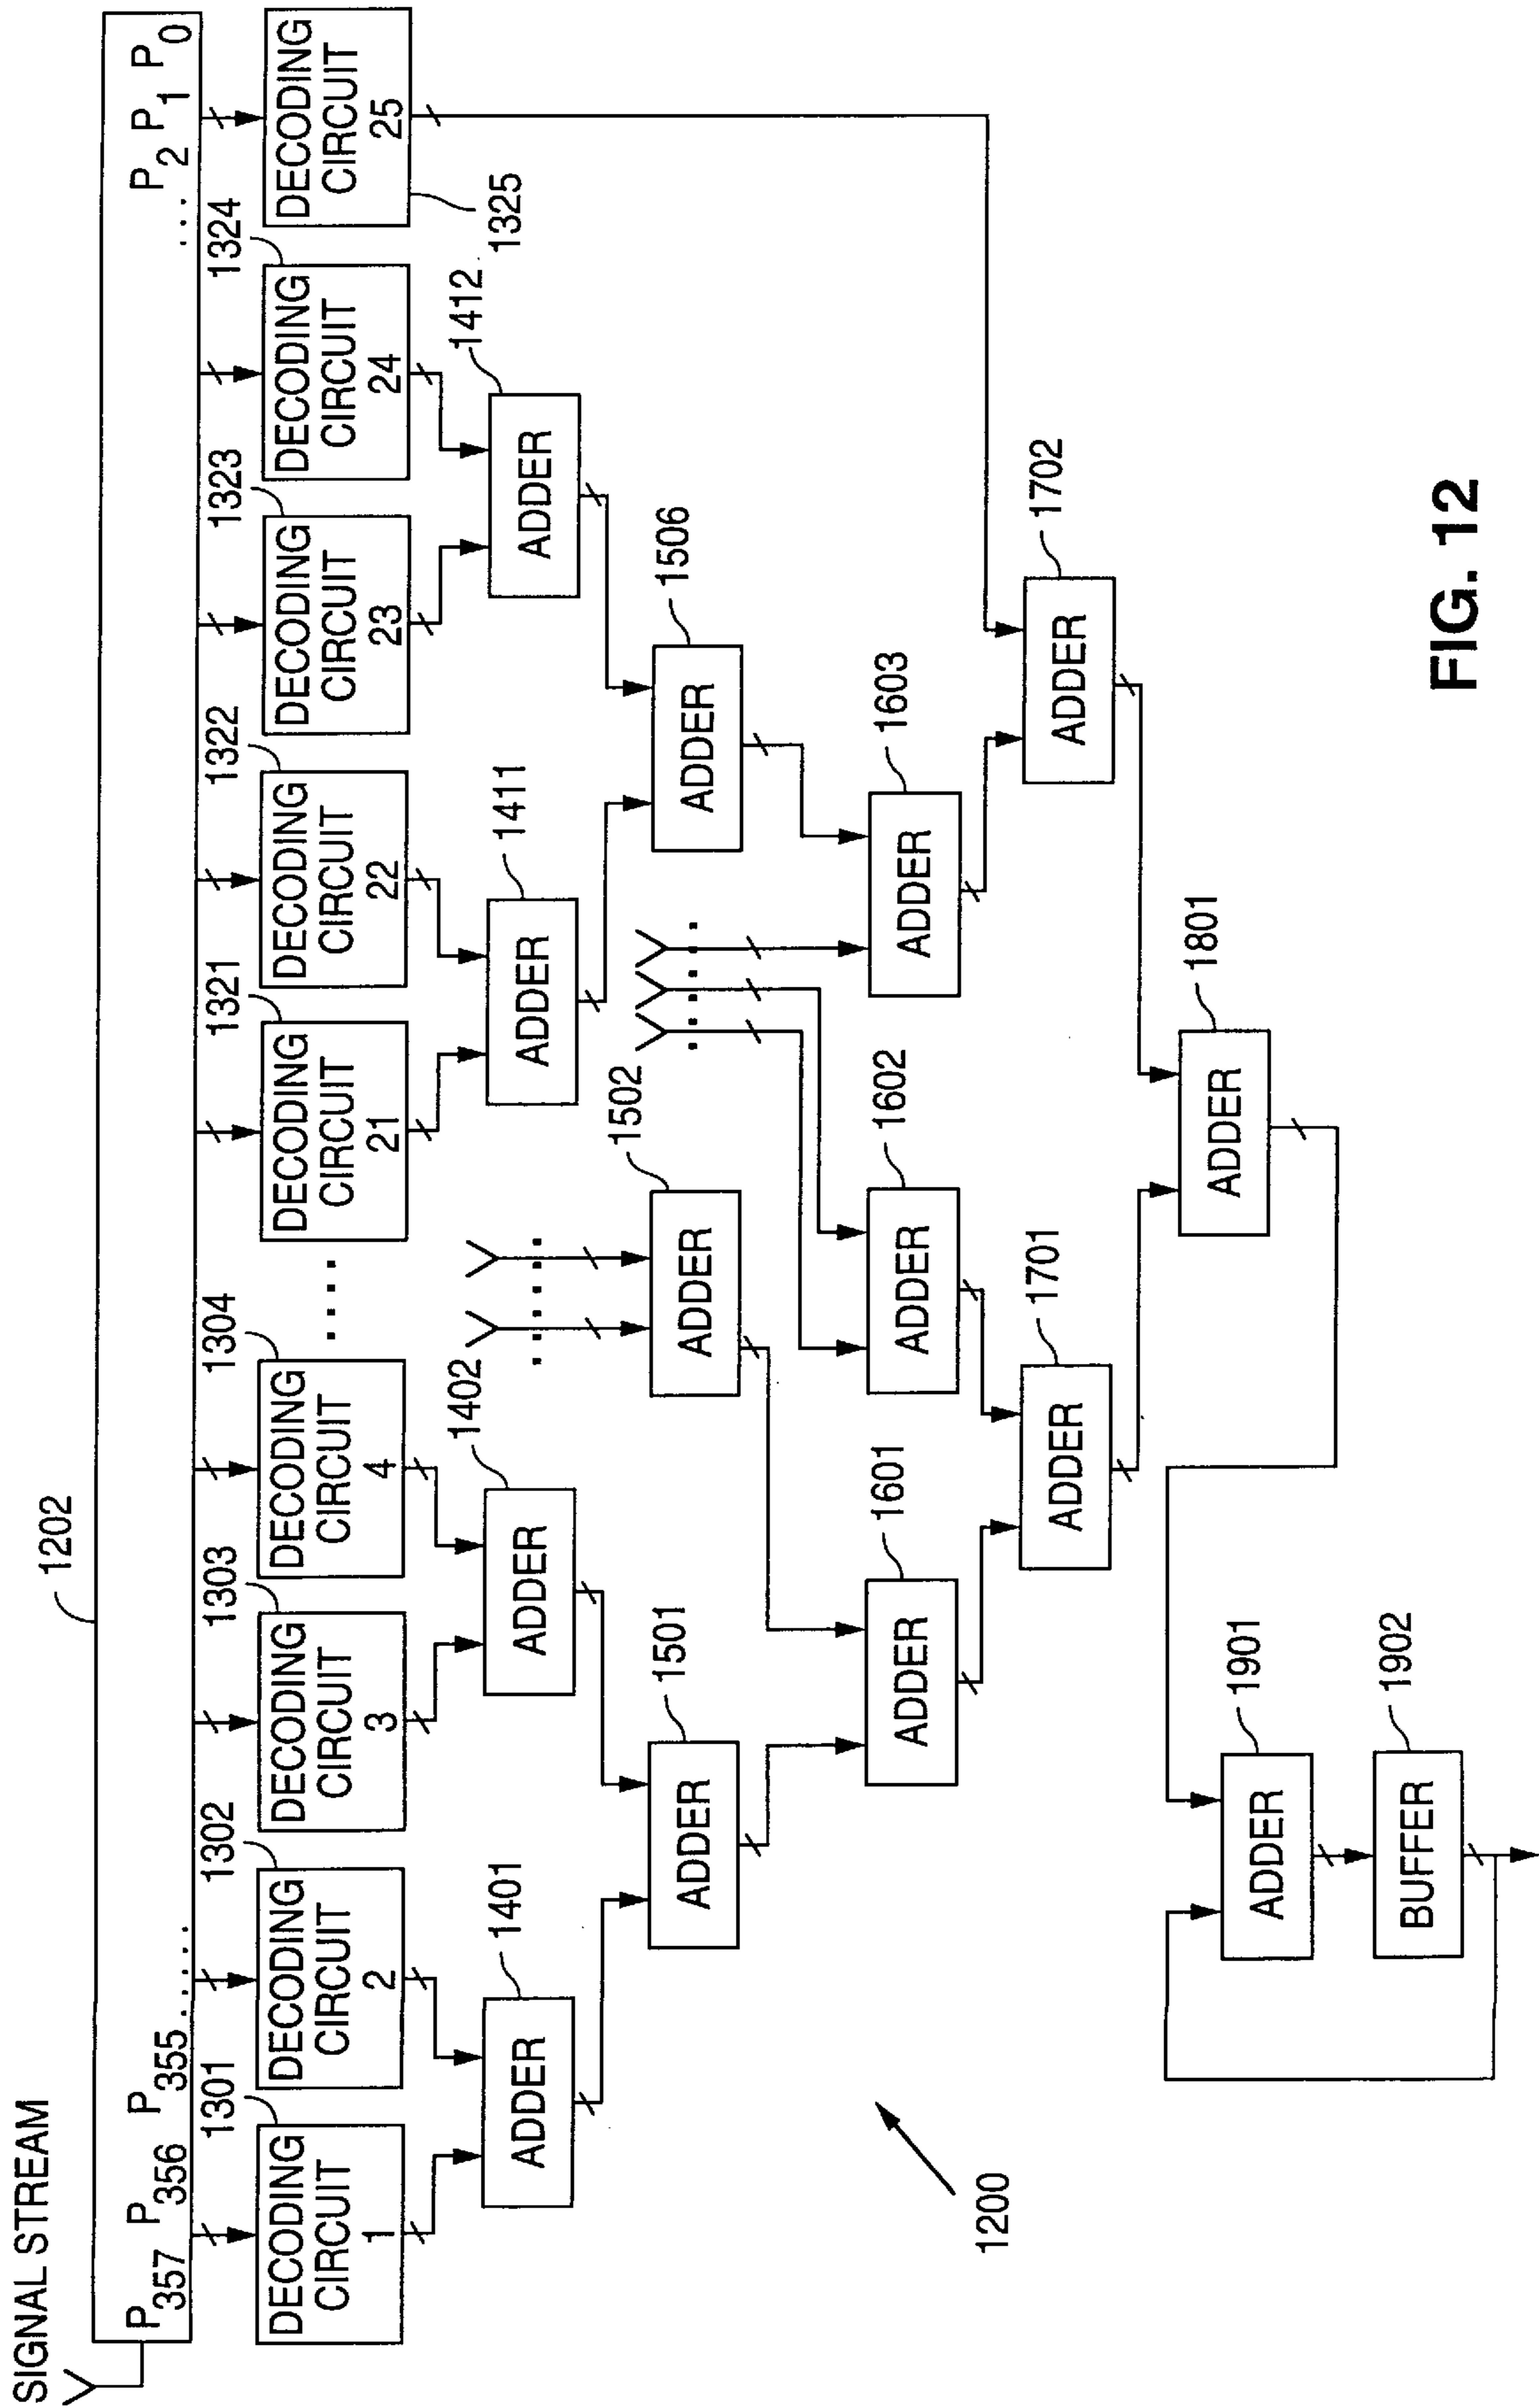 SIGNAL STREAM
1202
P357 P356 P355 ..... ... P2 P1 P0
1301
1302
1303
1304
1321
1322
1323
1324
DECODING
CIRCUIT
1
DECODING
CIRCUIT
2
DECODING
CIRCUIT
3
DECODING
CIRCUIT
4
....
DECODING
CIRCUIT
21
DECODING
CIRCUIT
22
DECODING
CIRCUIT
23
DECODING
CIRCUIT
24
DECODING
CIRCUIT
25
1325
1401
1402
1411
1412
ADDER
ADDER
ADDER
ADDER
1501
1502
1506
ADDER
ADDER
ADDER
1601
1602
1603
ADDER
ADDER
ADDER
1701
1702
ADDER
ADDER
1200
1801
ADDER
1901
ADDER
1902
BUFFER
FIG. 12